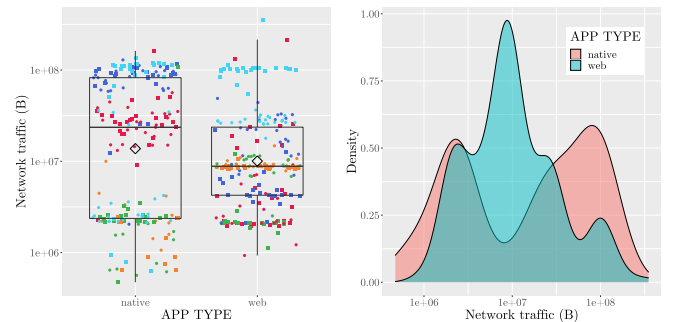 Network traffic (B)
1e+08
1e+07
1e+06
native
web
APP TYPE
Density
1.00
0.75
0.50
0.25
0.00
APP TYPE
native
web
1e+06
1e+07
1e+08
Network traffic (B)